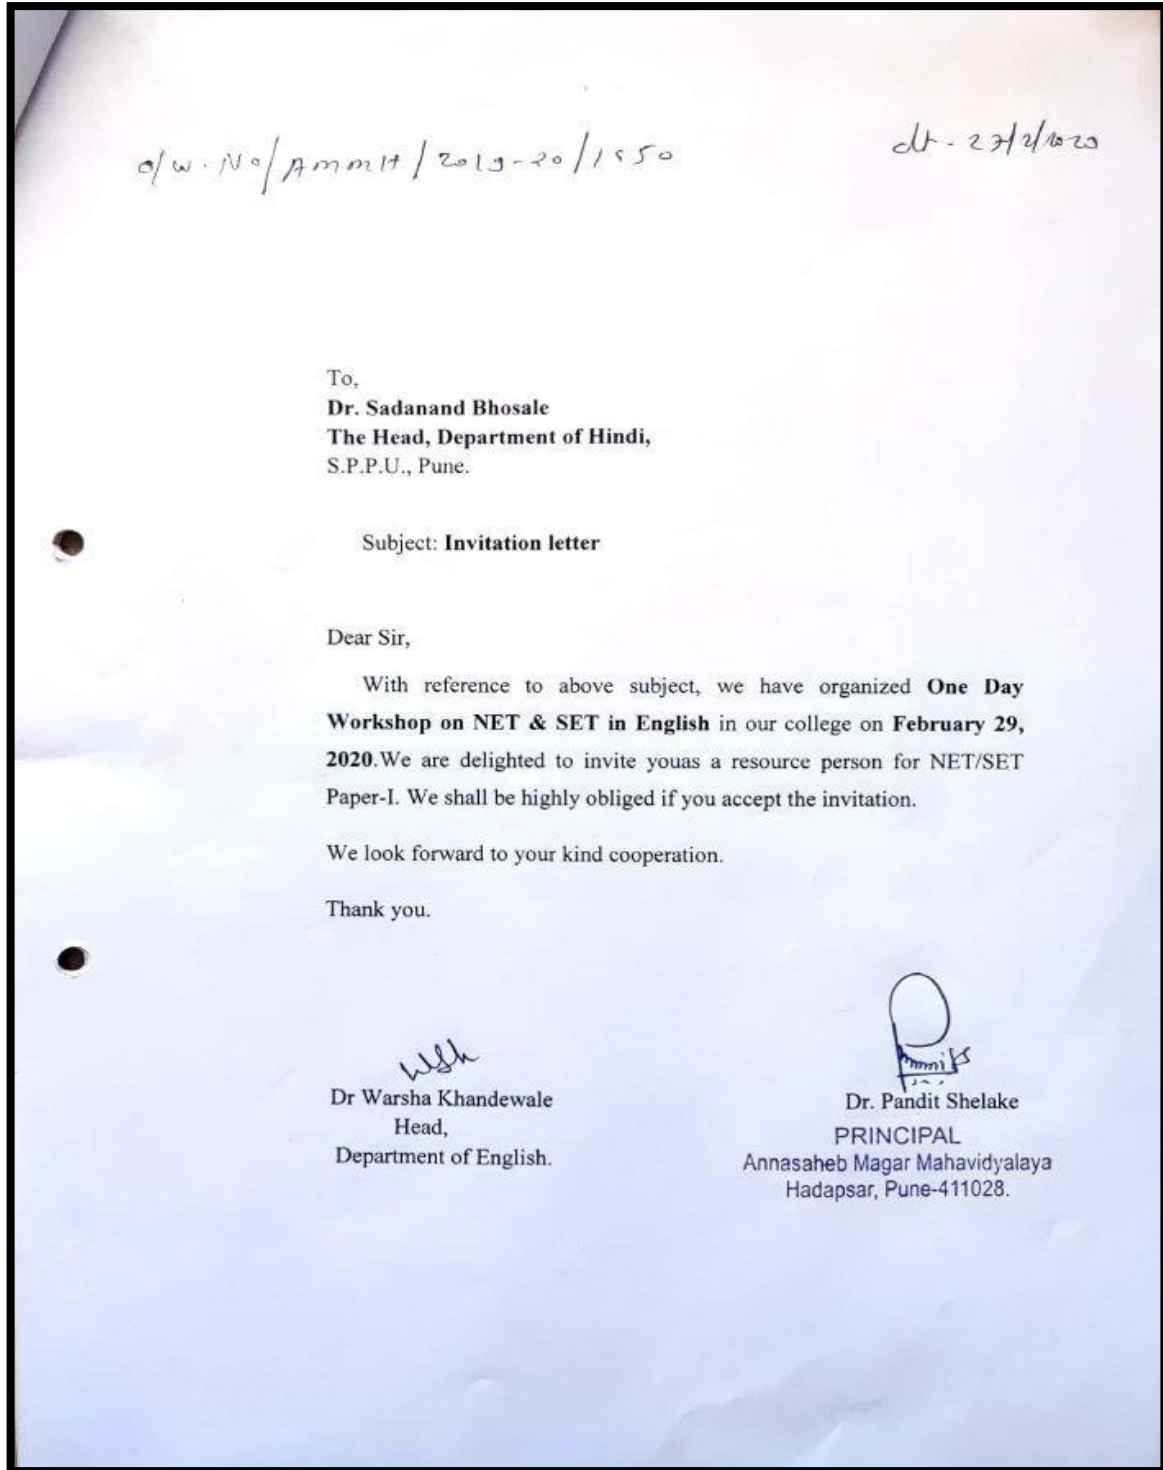 o/w. No/AMMH/2019-20/1850
dt - 27/2/2020
To,
Dr. Sadanand Bhosale
The Head, Department of Hindi,
S.P.P.U., Pune.
Subject: Invitation letter
Dear Sir,
With reference to above subject, we have organized One Day
Workshop on NET & SET in English in our college on February 29,
2020.We are delighted to invite youas a resource person for NET/SET
Paper-I. We shall be highly obliged if you accept the invitation.
We look forward to your kind cooperation.
Thank you.
Dr Warsha Khandewale
Head,
Department of English.
Dr. Pandit Shelake
PRINCIPAL
Annasaheb Magar Mahavidyalaya
Hadapsar, Pune-411028.